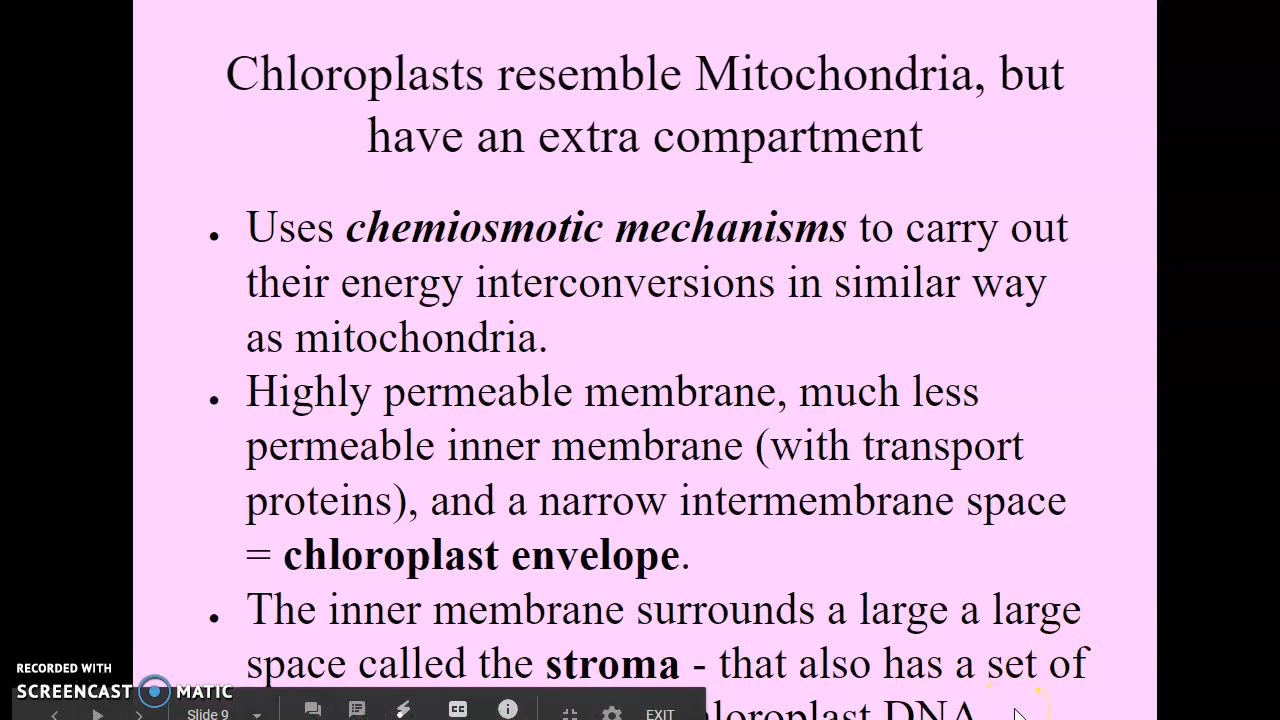 Chloroplasts resemble Mitochondria, but
have an extra compartment
• Uses chemiosmotic mechanisms to carry out
their energy interconversions in similar way
as mitochondria.
• Highly permeable membrane, much less
permeable inner membrane (with transport
proteins), and a narrow intermembrane space
= chloroplast envelope.
• The inner membrane surrounds a large a large
space called the stroma - that also has a set of
DNA
RECORDED WITH
SCREENCAST MATIC
Slide 9
CC
EXIT